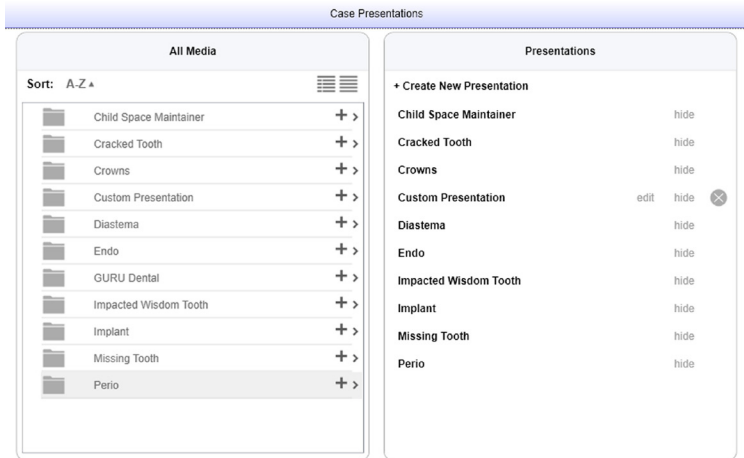 Case Presentations
All Media
Sort: A-Z ▲
Child Space Maintainer + >
Cracked Tooth + >
Crowns + >
Custom Presentation + >
Diastema + >
Endo + >
GURU Dental + >
Impacted Wisdom Tooth + >
Implant + >
Missing Tooth + >
Perio + >
Presentations
+ Create New Presentation
Child Space Maintainer hide
Cracked Tooth hide
Crowns hide
Custom Presentation edit hide
Diastema hide
Endo hide
Impacted Wisdom Tooth hide
Implant hide
Missing Tooth hide
Perio hide